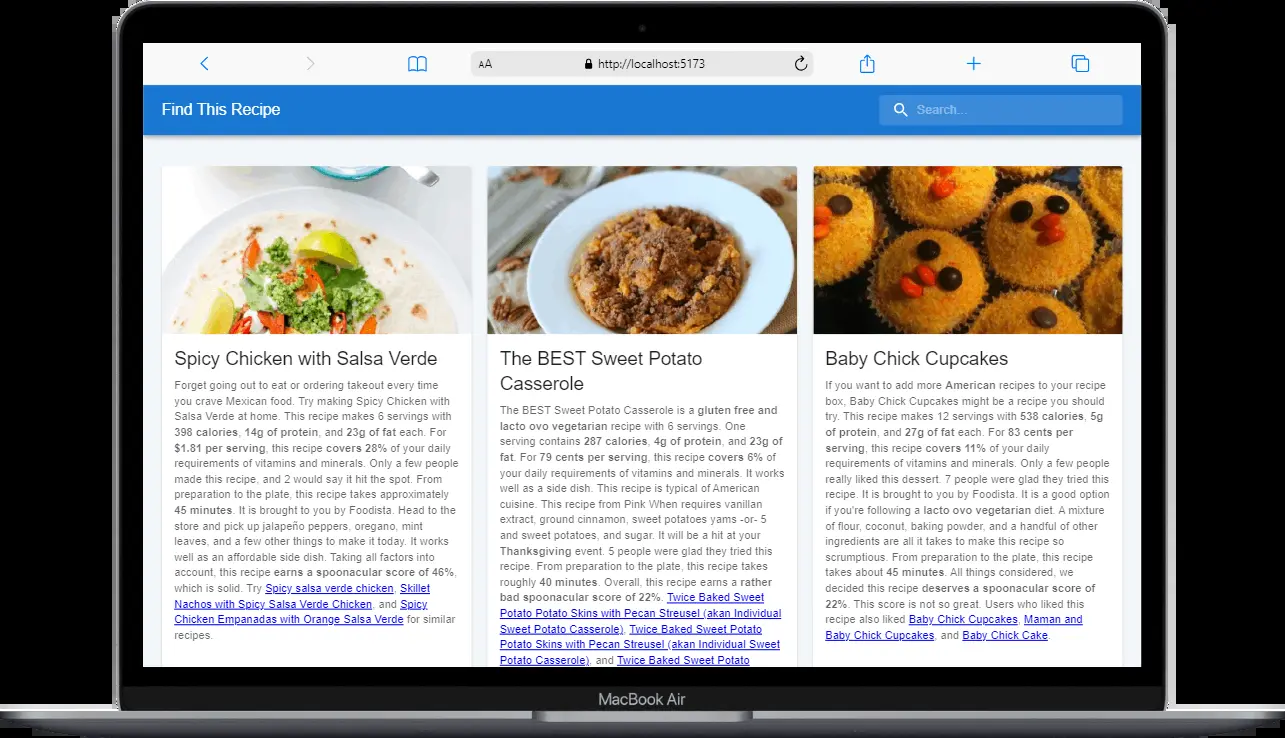 AA
http://localhost:5173
Find This Recipe
Search...
Spicy Chicken with Salsa Verde
Forget going out to eat or ordering takeout every time
you crave Mexican food. Try making Spicy Chicken with
Salsa Verde at home. This recipe makes 6 servings with
398 calories, 14g of protein, and 23g of fat each. For
$1.81 per serving, this recipe covers 28% of your daily
requirements of vitamins and minerals. Only a few people
made this recipe, and 2 would say it hit the spot. From
preparation to the plate, this recipe takes approximately
45 minutes. It is brought to you by Foodista. Head to the
store and pick up jalapeño peppers, oregano, mint
leaves, and a few other things to make it today. It works
well as an affordable side dish. Taking all factors into
account, this recipe earns a spoonacular score of 46%,
which is solid. Try Spicy salsa verde chicken, Skillet
Nachos with Spicy Salsa Verde Chicken, and Spicy
Chicken Empanadas with Orange Salsa Verde for similar
recipes.
The BEST Sweet Potato
Casserole
The BEST Sweet Potato Casserole is a gluten free and
lacto ovo vegetarian recipe with 6 servings. One
serving contains 287 calories, 4g of protein, and 23g of
fat. For 79 cents per serving, this recipe covers 6% of
your daily requirements of vitamins and minerals. It works
well as a side dish. This recipe is typical of American
cuisine. This recipe from Pink When requires vanillan
extract, ground cinnamon, sweet potatoes yams -or- 5
and sweet potatoes, and sugar. It will be a hit at your
Thanksgiving event. 5 people were glad they tried this
recipe. From preparation to the plate, this recipe takes
roughly 40 minutes. Overall, this recipe earns a rather
bad spoonacular score of 22%. Twice Baked Sweet
Potato Potato Skins with Pecan Streusel (akan Individual
Sweet Potato Casserole), Twice Baked Sweet Potato
Potato Skins with Pecan Streusel (akan Individual Sweet
Potato Casserole), and Twice Baked Sweet Potato
Baby Chick Cupcakes
If you want to add more American recipes to your recipe
box, Baby Chick Cupcakes might be a recipe you should
try. This recipe makes 12 servings with 538 calories, 5g
of protein, and 27g of fat each. For 83 cents per
serving, this recipe covers 11% of your daily
requirements of vitamins and minerals. Only a few people
really liked this dessert. 7 people were glad they tried this
recipe. It is brought to you by Foodista. It is a good option
if you're following a lacto ovo vegetarian diet. A mixture
of flour, coconut, baking powder, and a handful of other
ingredients are all it takes to make this recipe so
scrumptious. From preparation to the plate, this recipe
takes about 45 minutes. All things considered, we
decided this recipe deserves a spoonacular score of
22%. This score is not so great. Users who liked this
recipe also liked Baby Chick Cupcakes, Maman and
Baby Chick Cupcakes, and Baby Chick Cake.
MacBook Air